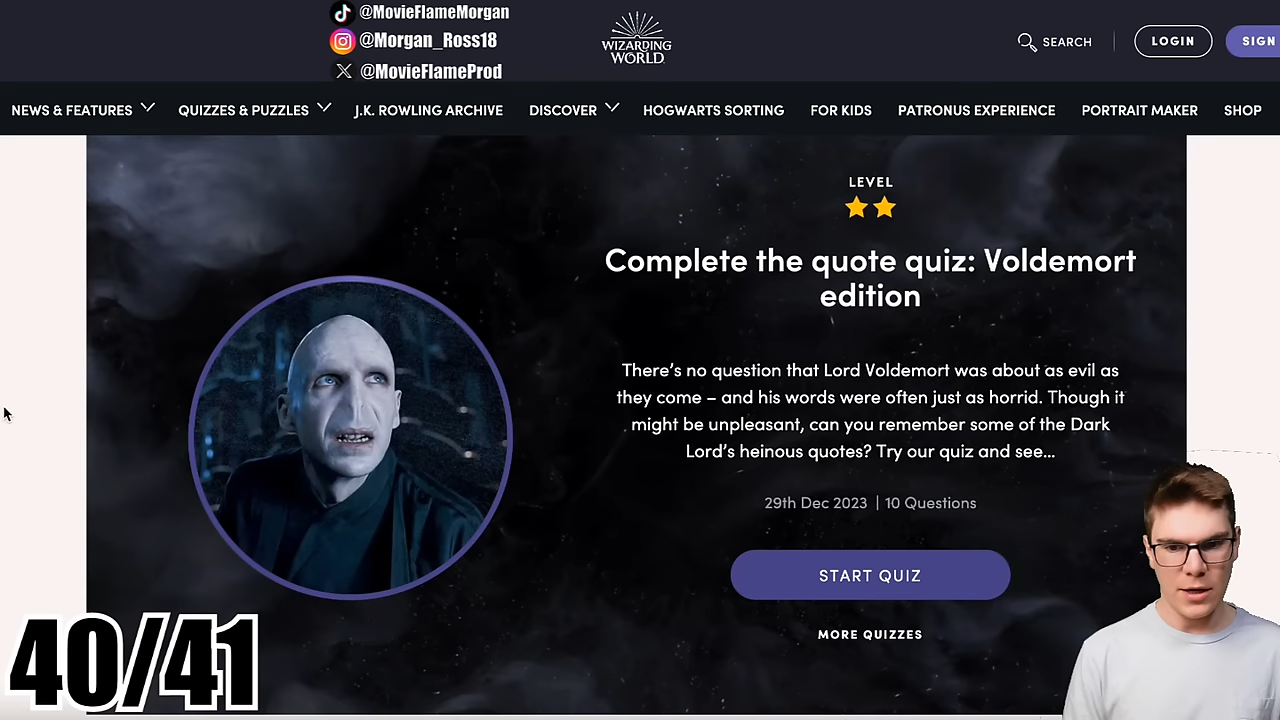 @MovieFlameMorgan
@Morgan_Ross18
@MovieFlameProd
WIZARDING
WORLD
SEARCH
LOGIN
SIGN
NEWS & FEATURES
QUIZZES & PUZZLES
J.K. ROWLING ARCHIVE
DISCOVER
HOGWARTS SORTING
FOR KIDS
PATRONUS EXPERIENCE
PORTRAIT MAKER
SHOP
LEVEL
Complete the quote quiz: Voldemort
edition
There's no question that Lord Voldemort was about as evil as
they come – and his words were often just as horrid. Though it
might be unpleasant, can you remember some of the Dark
Lord's heinous quotes? Try our quiz and see...
29th Dec 2023 | 10 Questions
START QUIZ
MORE QUIZZES
40/41